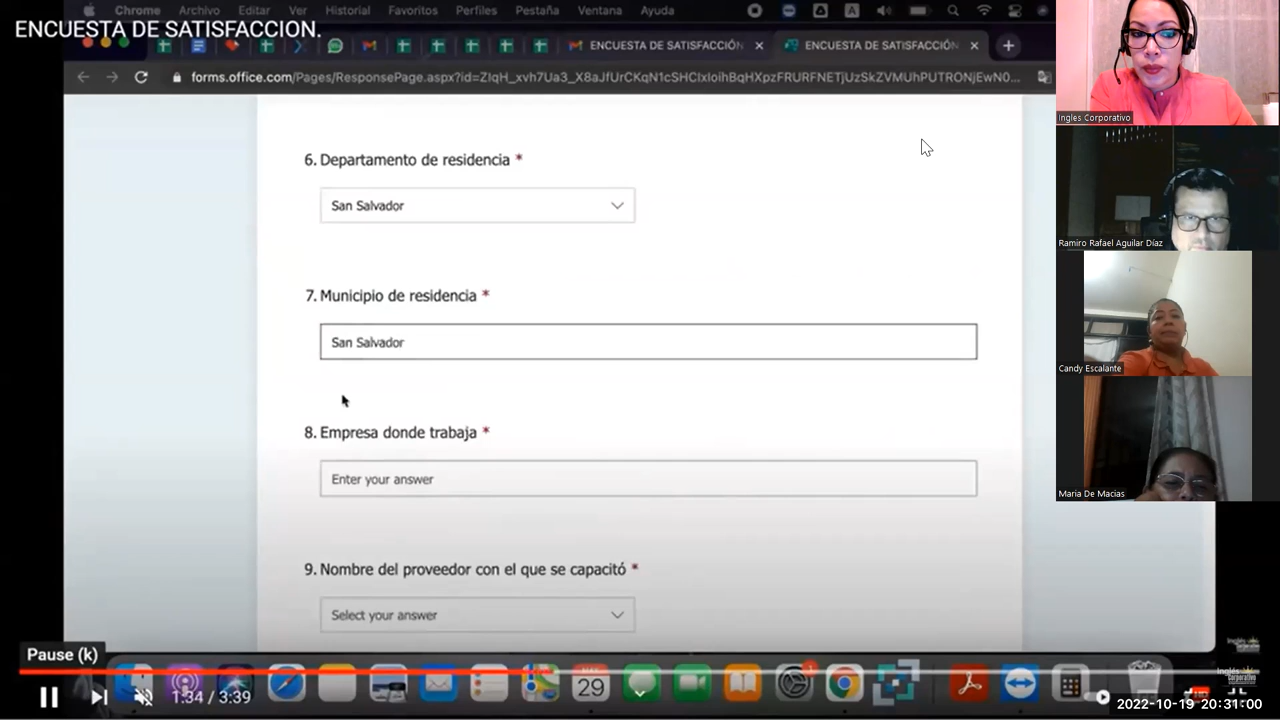 Chrome Archivo Editar Ver Historial Favoritos Perfiles Pestaña Ventana Ayuda
ENCUESTA DE SATISFACCION.
ENCUESTA DE SATISFACCIÓN
ENCUESTA DE SATISFACCIÓN
forms.office.com/Pages/ResponsePage.aspx?id=ZIqH_xvh7Ua3_X8aJfUrCKqN1cSHClxIoihBqHXpzFRURFNETjUzSkZVMUhPUTRONjEwN0...
6. Departamento de residencia *
San Salvador
7. Municipio de residencia *
San Salvador
8. Empresa donde trabaja *
Enter your answer
9. Nombre del proveedor con el que se capacitó *
Select your answer
Ingles Corporativo
Ramiro Rafael Aguilar Díaz
Candy Escalante
Maria De Macias
Pause (k)
29
1:34 / 3:39
2022-10-19 20:31:00